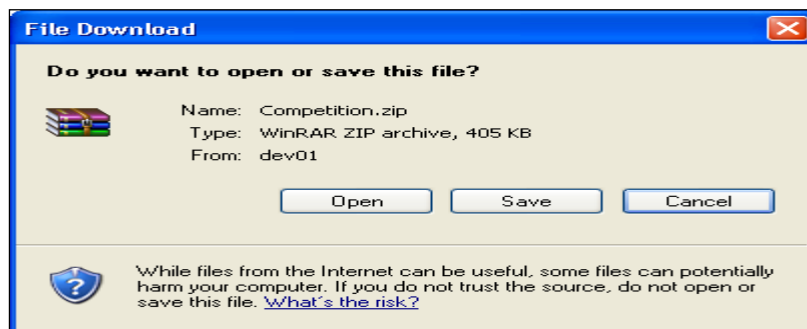 File Download
Do you want to open or save this file?
Name: Competition.zip
Type: WinRAR ZIP archive, 405 KB
From: dev01
Open Save Cancel
While files from the Internet can be useful, some files can potentially
harm your computer. If you do not trust the source, do not open or
save this file. What's the risk?